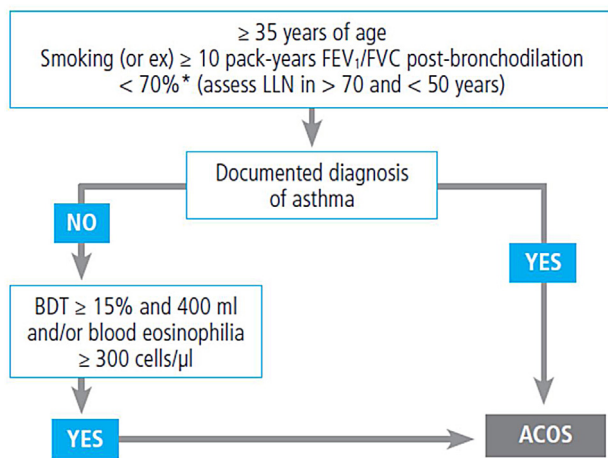 ≥ 35 years of age
Smoking (or ex) ≥ 10 pack-years FEV₁/FVC post-bronchodilation
< 70%* (assess LLN in > 70 and < 50 years)
Documented diagnosis
of asthma
NO
YES
BDT ≥ 15% and 400 ml
and/or blood eosinophilia
≥ 300 cells/µl
YES
ACOS